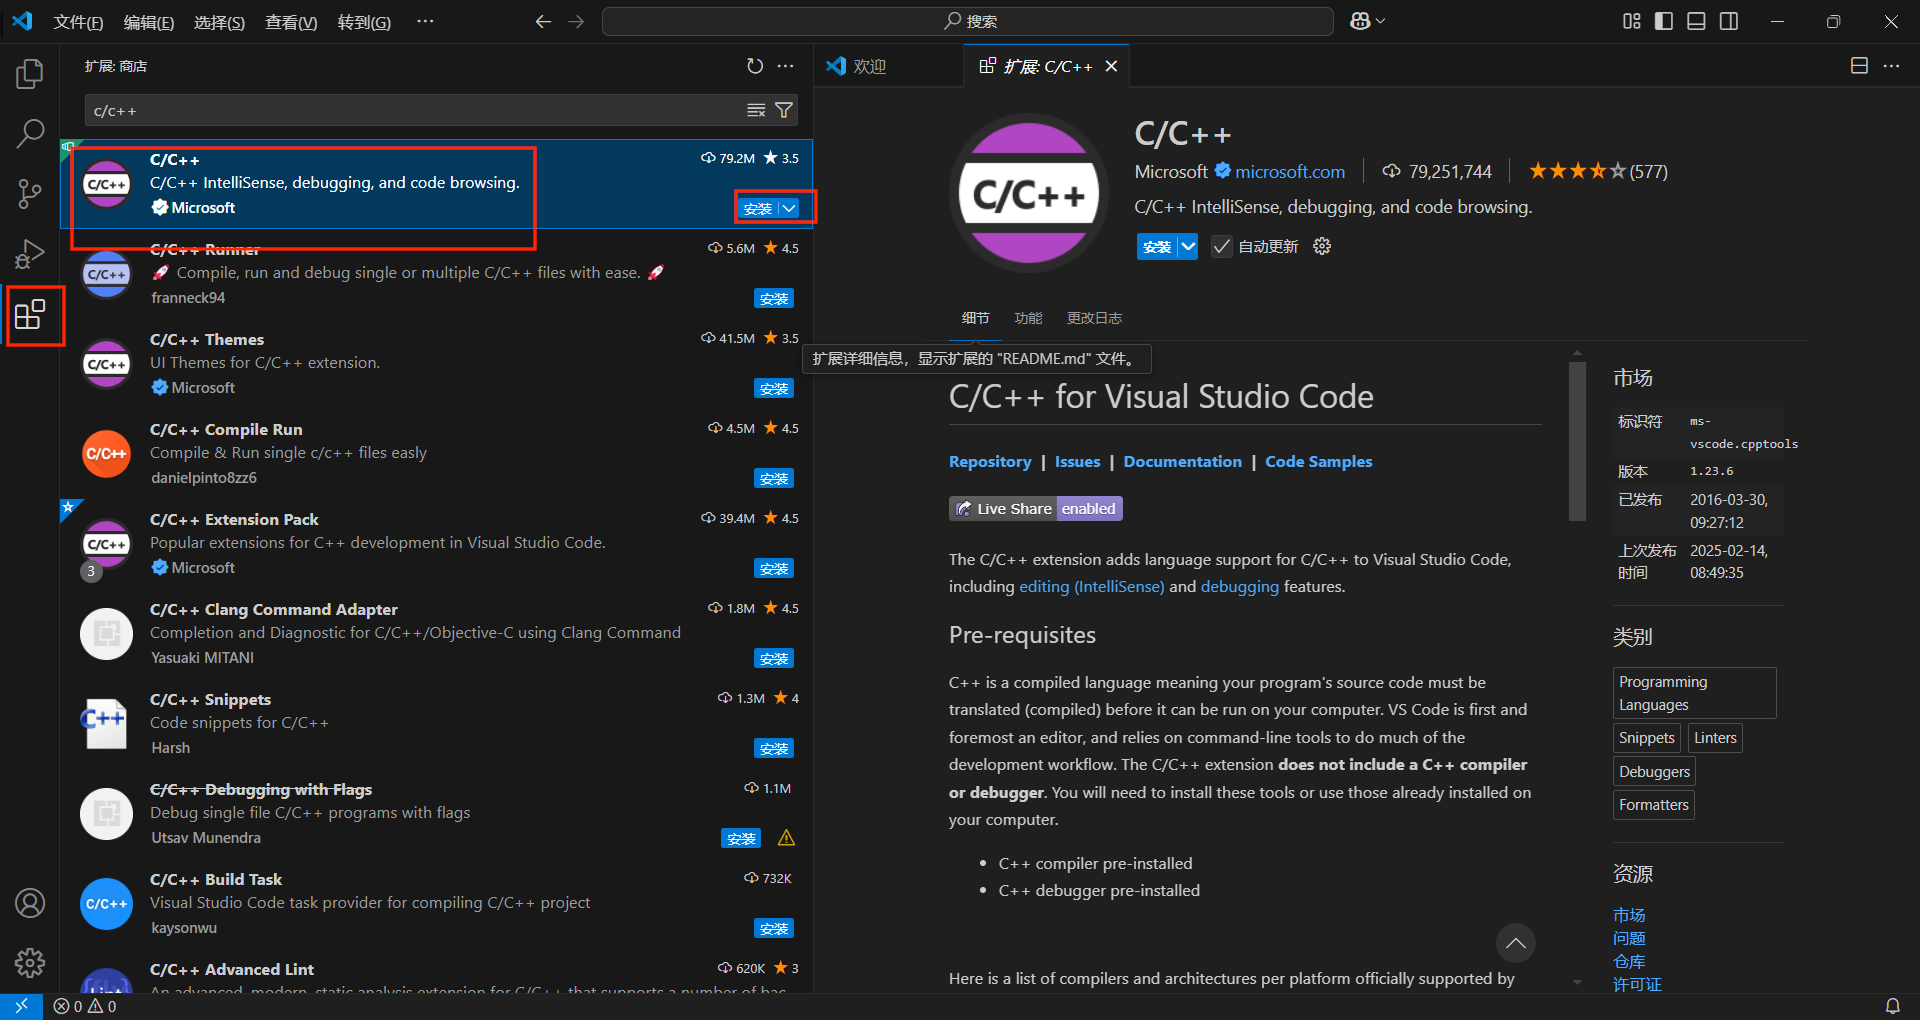 文件(F) 编辑(E) 选择(S) 查看(V) 转到(G) ··· 搜索
扩展: 商店
c/c++
C/C++ 79.2M 3.5
C/C++ IntelliSense, debugging, and code browsing.
Microsoft 安装
C/C++ Runner 5.6M 4.5
🚀 Compile, run and debug single or multiple C/C++ files with ease. 🚀
franneck94 安装
C/C++ Themes 41.5M 3.5
UI Themes for C/C++ extension.
Microsoft 安装
C/C++ Compile Run 4.5M 4.5
Compile & Run single c/c++ files easly
danielpinto8zz6 安装
C/C++ Extension Pack 39.4M 4.5
Popular extensions for C++ development in Visual Studio Code.
3 Microsoft 安装
C/C++ Clang Command Adapter 1.8M 4.5
Completion and Diagnostic for C/C++/Objective-C using Clang Command
Yasuaki MITANI 安装
C/C++ Snippets 1.3M 4
Code snippets for C/C++
Harsh 安装
C/C++ Debugging with Flags 1.1M
Debug single file C/C++ programs with flags
Utsav Munendra 安装
C/C++ Build Task 732K
Visual Studio Code task provider for compiling C/C++ project
kaysonwu 安装
C/C++ Advanced Lint 620K 3
An advanced, modern, static analysis extension for C/C++ that supports a number of bac
C/C++
C/C++
C/C++
C/C++
C/C++
C++
C/C++
Lint
0 0
欢迎 扩展: C/C++
C/C++
C/C++
Microsoft microsoft.com 79,251,744 (577)
C/C++ IntelliSense, debugging, and code browsing.
安装 自动更新
细节 功能 更改日志
扩展详细信息，显示扩展的 "README.md" 文件。
C/C++ for Visual Studio Code
Repository | Issues | Documentation | Code Samples
Live Share enabled
The C/C++ extension adds language support for C/C++ to Visual Studio Code,
including editing (IntelliSense) and debugging features.
Pre-requisites
C++ is a compiled language meaning your program's source code must be
translated (compiled) before it can be run on your computer. VS Code is first and
foremost an editor, and relies on command-line tools to do much of the
development workflow. The C/C++ extension does not include a C++ compiler
or debugger. You will need to install these tools or use those already installed on
your computer.
• C++ compiler pre-installed
• C++ debugger pre-installed
Here is a list of compilers and architectures per platform officially supported by
市场
标识符 ms-
vscode.cpptools
版本 1.23.6
已发布 2016-03-30,
09:27:12
上次发布 2025-02-14,
时间 08:49:35
类别
Programming
Languages
Snippets Linters
Debuggers
Formatters
资源
市场
问题
仓库
许可证